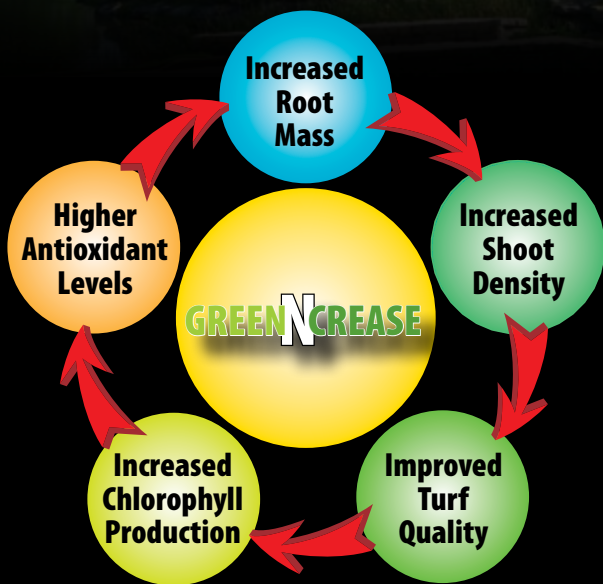 Increased
Root
Mass
Increased
Shoot
Density
Improved
Turf
Quality
Increased
Chlorophyll
Production
Higher
Antioxidant
Levels
GREENNCREASE